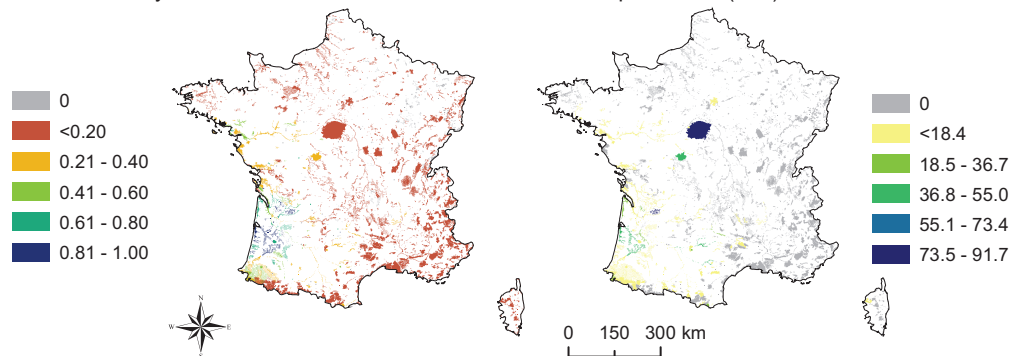 0
<0.20
0.21 - 0.40
0.41 - 0.60
0.61 - 0.80
0.81 - 1.00
N
W E
S
0 150 300 km
0
<18.4
18.5 - 36.7
36.8 - 55.0
55.1 - 73.4
73.5 - 91.7